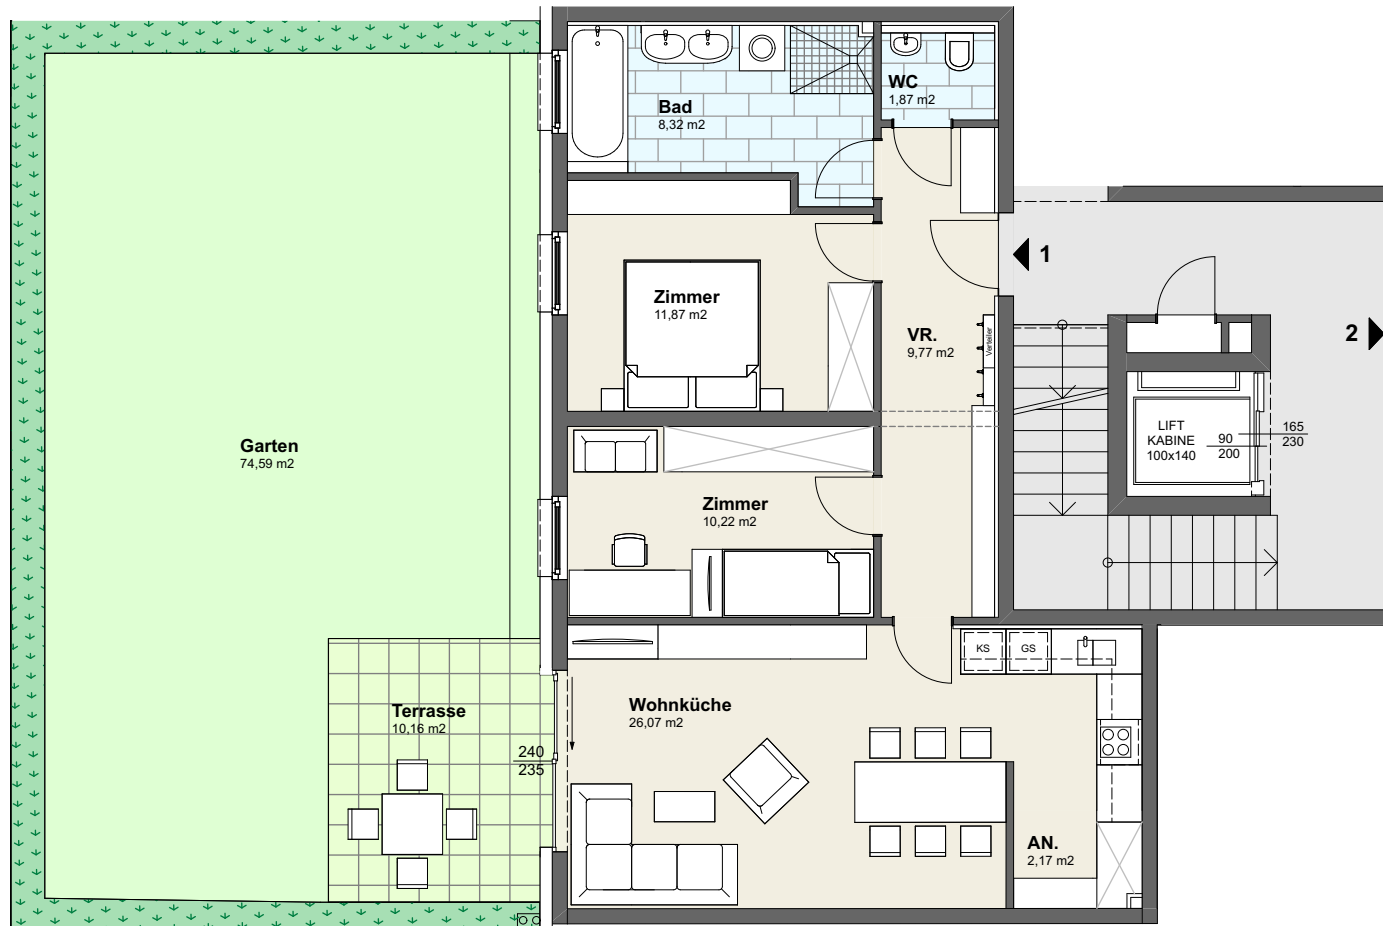 WC
1,87 m2
Bad
8,32 m2
1
Zimmer
11,87 m2
VR.
9,77 m2
Verteiler
2
Garten
74,59 m2
LIFT
KABINE
100x140
90
200
165
230
Zimmer
10,22 m2
KS
GS
Terrasse
10,16 m2
Wohnküche
26,07 m2
240
235
AN.
2,17 m2